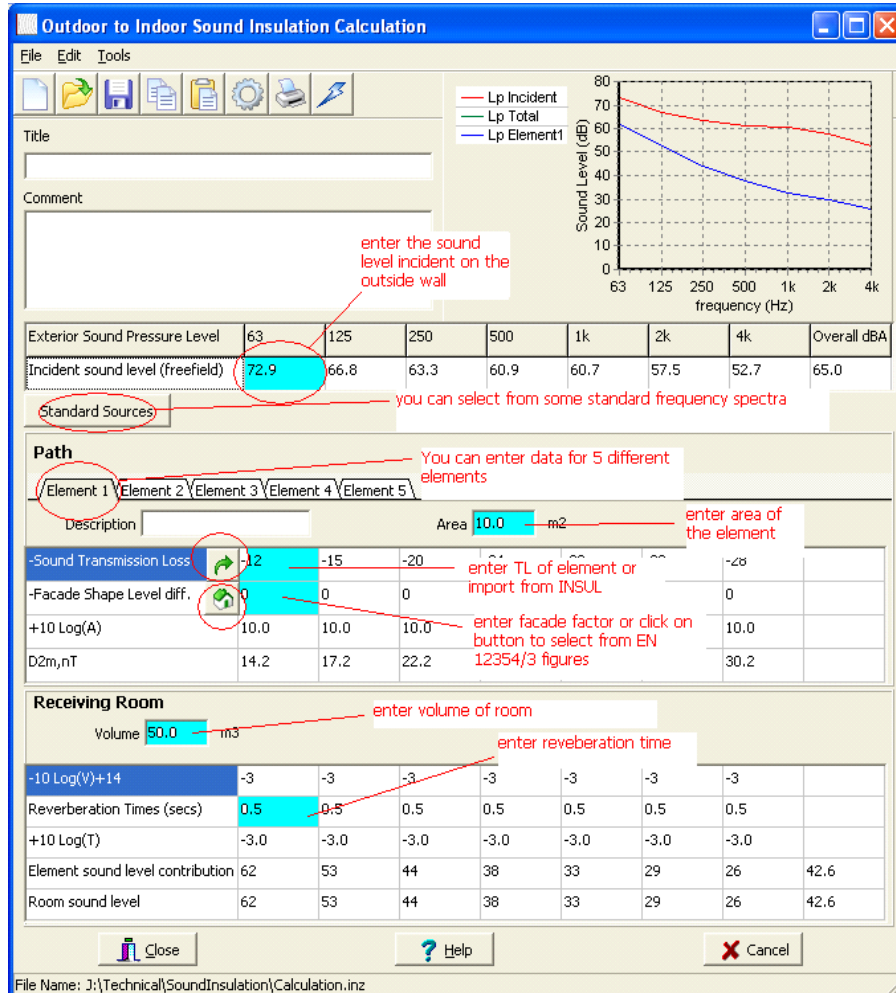 Outdoor to Indoor Sound Insulation Calculation
File Edit Tools
Title
Comment
Lp Incident
Lp Total
Lp Element1
Sound Level (dB)
80
70
60
50
40
30
20
10
0
63 125 250 500 1k 2k 4k
frequency (Hz)
enter the sound
level incident on the
outside wall
Exterior Sound Pressure Level 63 125 250 500 1k 2k 4k Overall dBA
Incident sound level (freefield) 72.9 66.8 63.3 60.9 60.7 57.5 52.7 65.0
Standard Sources
you can select from some standard frequency spectra
Path
You can enter data for 5 different
elements
Element 1 Element 2 Element 3 Element 4 Element 5
Description Area 10.0 m2
enter area of
the element
-Sound Transmission Loss -12 -15 -20 -28
enter TL of element or
import from INSUL
-Facade Shape Level diff. 0 0 0 0
enter facade factor or click on
button to select from EN
12354/3 figures
+10 Log(A) 10.0 10.0 10.0 10.0
D2m,nT 14.2 17.2 22.2 30.2
Receiving Room
Volume 50.0 m3
enter volume of room
enter reveberation time
-10 Log(V)+14 -3 -3 -3 -3 -3 -3 -3
Reverberation Times (secs) 0.5 0.5 0.5 0.5 0.5 0.5 0.5
+10 Log(T) -3.0 -3.0 -3.0 -3.0 -3.0 -3.0 -3.0
Element sound level contribution 62 53 44 38 33 29 26 42.6
Room sound level 62 53 44 38 33 29 26 42.6
Close ? Help Cancel
File Name: J:\Technical\SoundInsulation\Calculation.inz